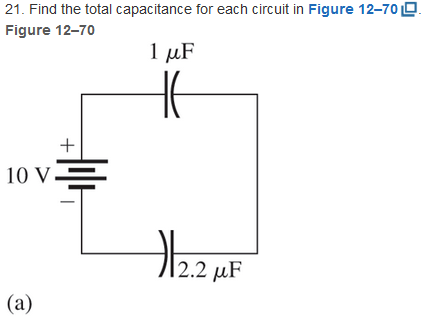 21. Find the total capacitance for each circuit in Figure 12–70.
Figure 12–70
1 μF
+
10 V
–
2.2 μF
(a)